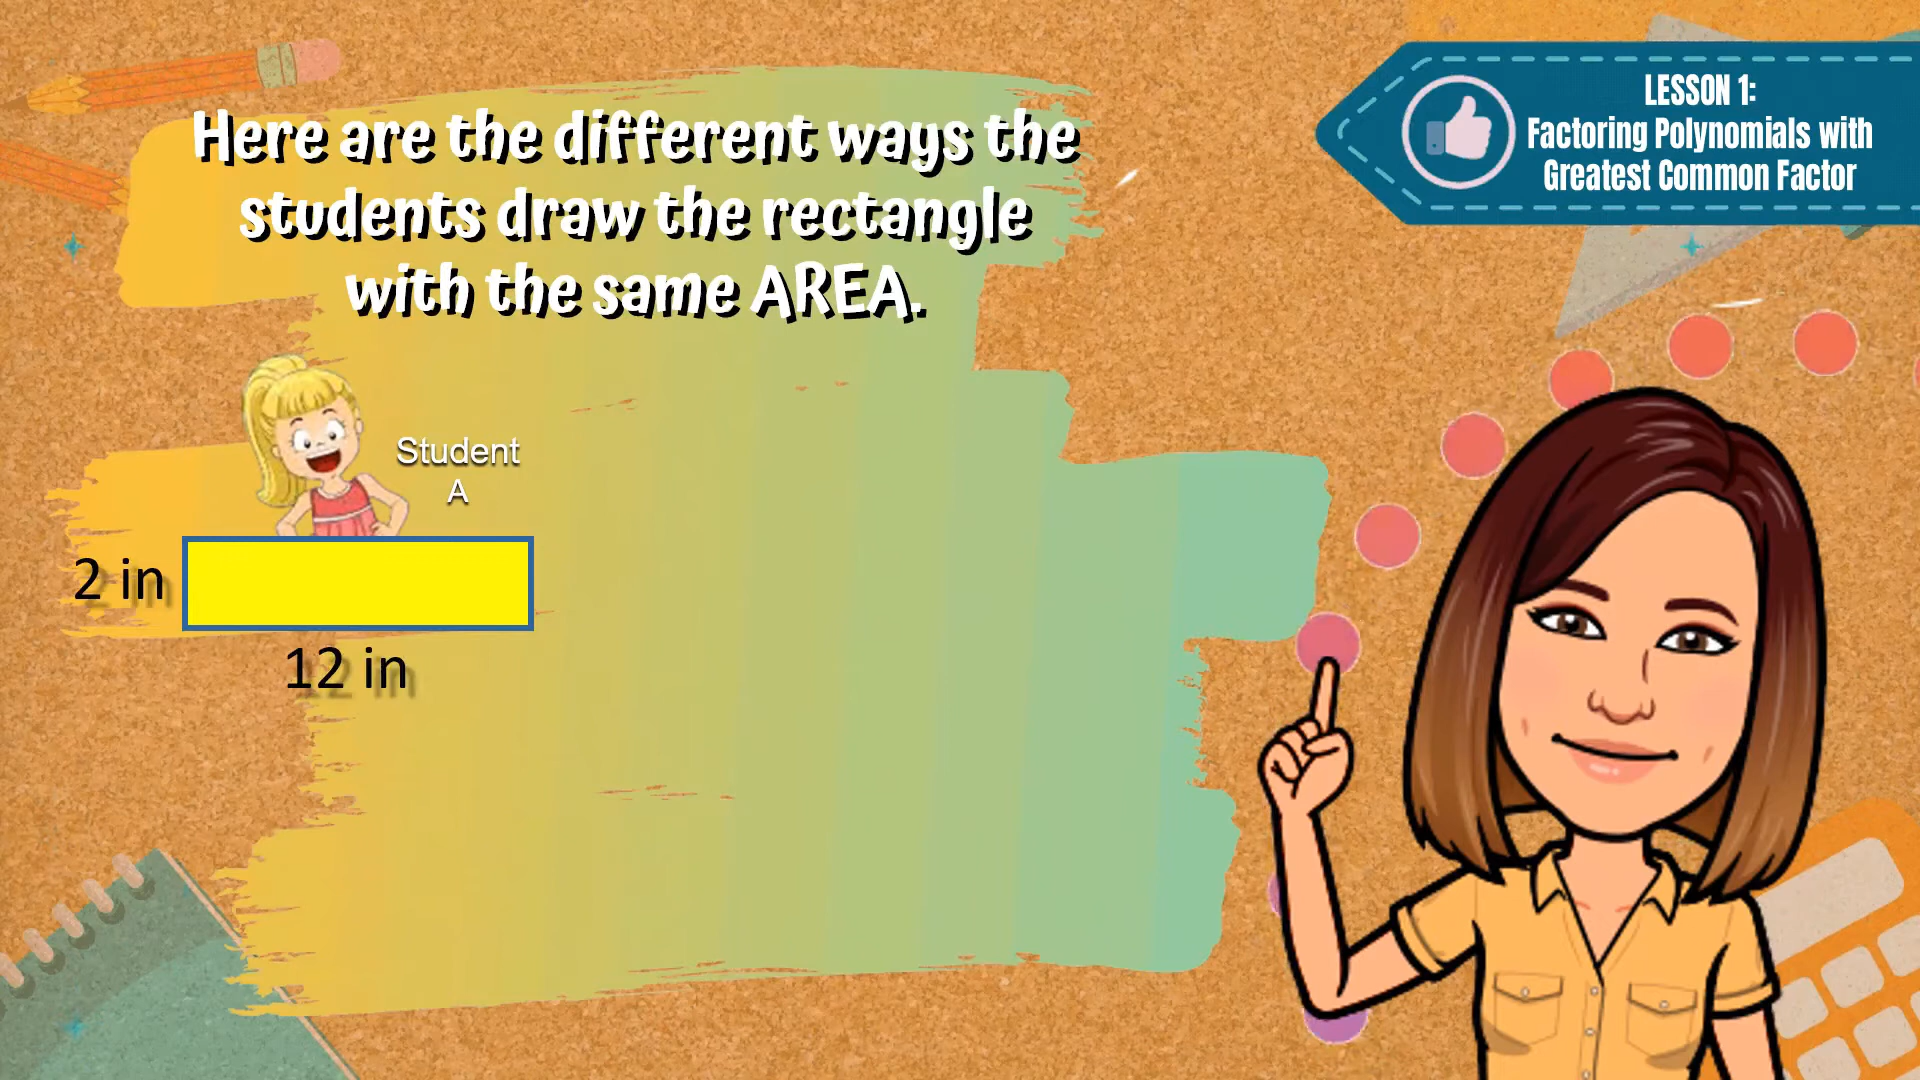 Here are the different ways the
students draw the rectangle
with the same AREA.
LESSON 1:
Factoring Polynomials with
Greatest Common Factor
Student
A
2 in
12 in